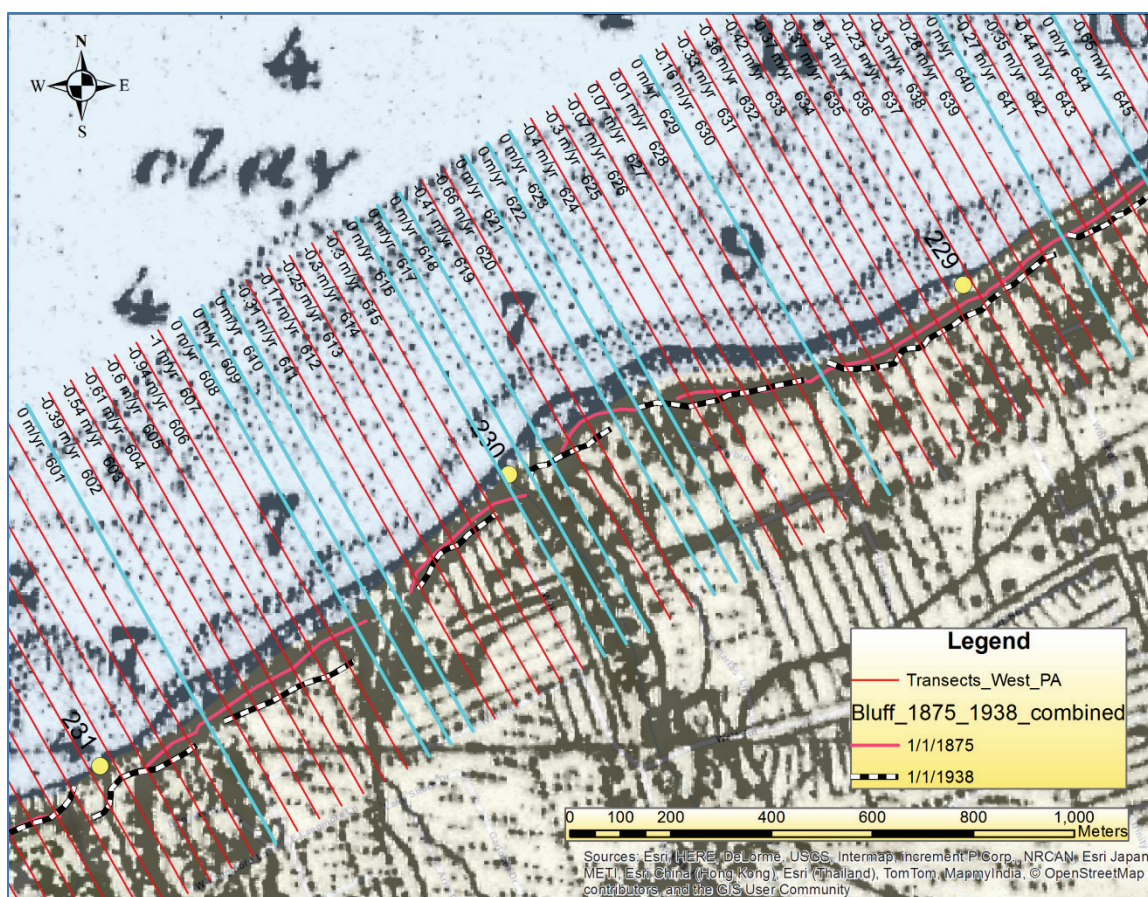 N
W E
S
4
4
clay
4
7
7
7
9
0 m/yr 601
-0.39 m/yr 602
-0.54 m/yr 603
-0.61 m/yr 604
-0.6 m/yr 605
-0.94 m/yr 606
-1 m/yr 607
0 m/yr 608
0 m/yr 609
0 m/yr 610
-0.31 m/yr 611
-0.17 m/yr 612
-0.25 m/yr 613
-0.3 m/yr 614
-0.3 m/yr 615
0 m/yr 616
0 m/yr 617
0 m/yr 618
-0.41 m/yr 619
-0.66 m/yr 620
0 m/yr 621
0 m/yr 622
0 m/yr 623
-0.4 m/yr 624
-0.3 m/yr 625
m/yr 626
0.07 m/yr 627
0.01 m/yr 628
0 m/yr 629
-0.16 m/yr 630
-0.33 m/yr 631
-0.36 m/yr 632
-0.42 m/yr 633
-0.37 m/yr 634
-0.37 m/yr 635
-0.34 m/yr 636
-0.23 m/yr 637
-0.3 m/yr 638
-0.28 m/yr 639
0 m/yr 640
-0.27 m/yr 641
-0.35 m/yr 642
-0.44 m/yr 643
0 m/yr 644
-0.65 m/yr 645
229
230
231
Legend
Transects_West_PA
Bluff_1875_1938_combined
1/1/1875
1/1/1938
0 100 200 400 600 800 1,000
Meters
Sources: Esri, HERE, DeLorme, USGS, Intermap, increment P Corp., NRCAN, Esri Japan,
METI, Esri China (Hong Kong), Esri (Thailand), TomTom, MapmyIndia, © OpenStreetMap
contributors, and the GIS User Community